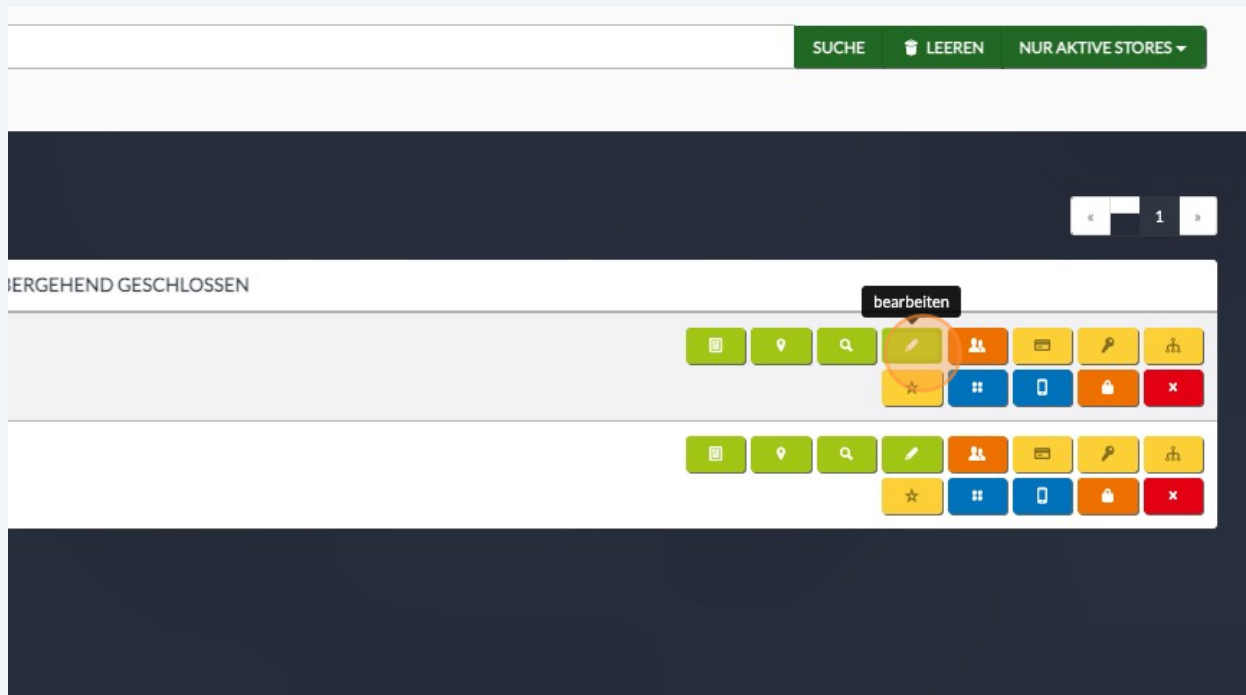 SUCHE LEEREN NUR AKTIVE STORES
« 1 »
BERGEHEND GESCHLOSSEN
bearbeiten